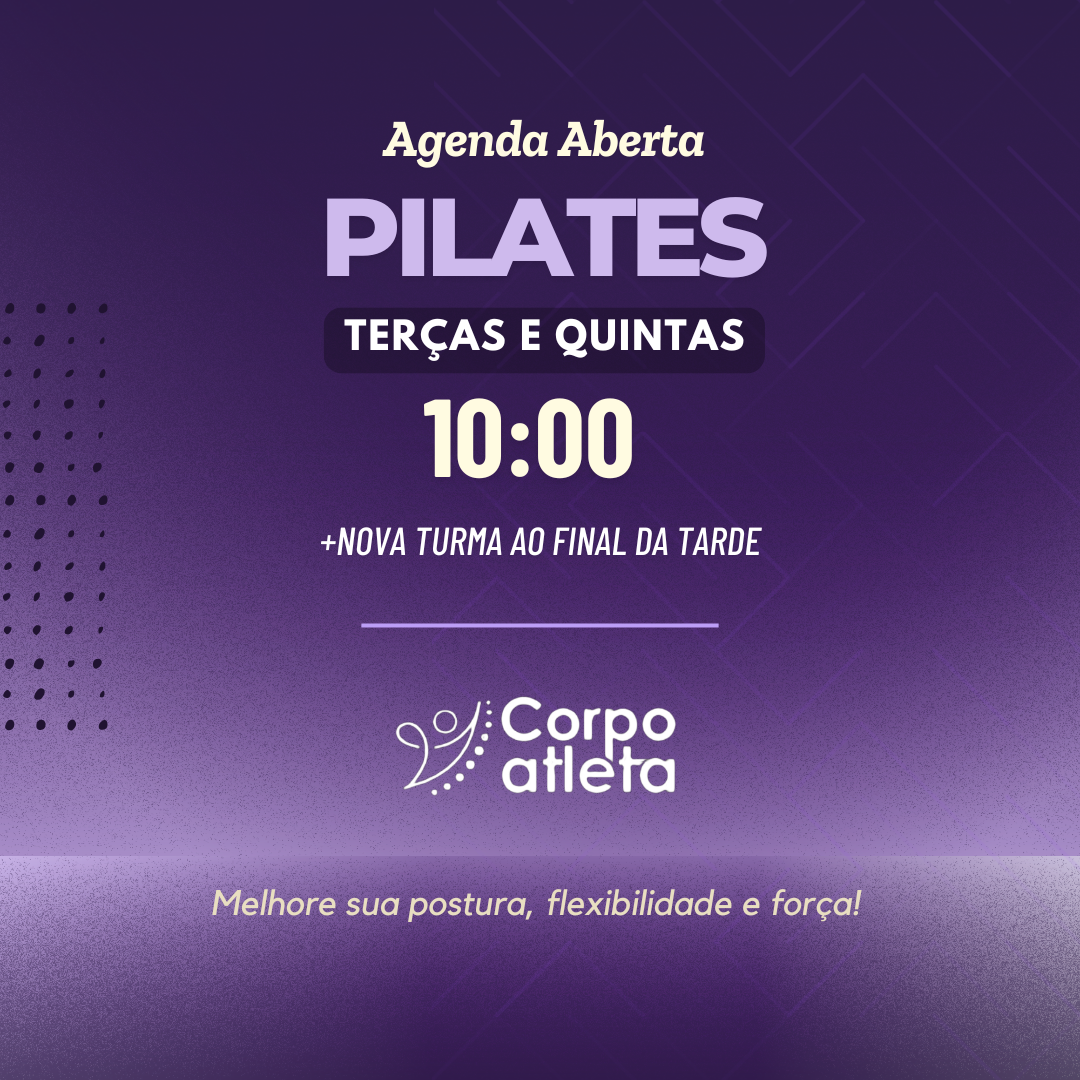 Agenda Aberta
PILATES
TERÇAS E QUINTAS
10:00
+NOVA TURMA AO FINAL DA TARDE
Corpo
atleta
Melhore sua postura, flexibilidade e força!